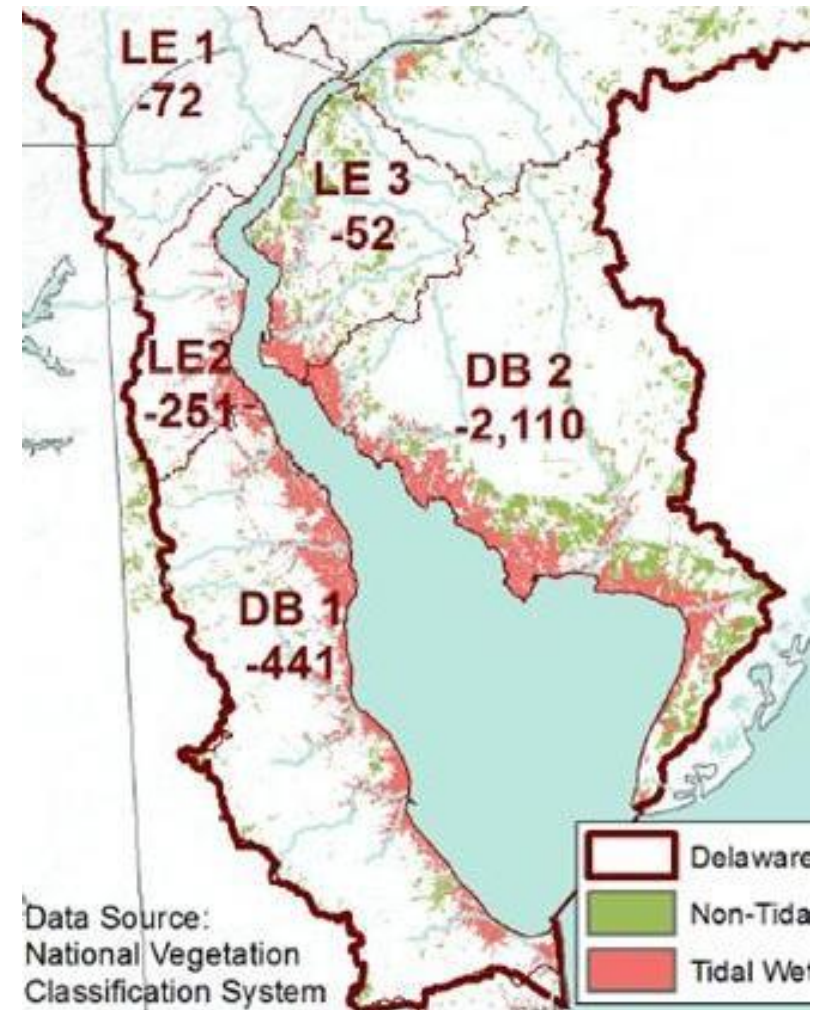 LE 1
-72
LE 3
-52
LE2
-251
DB 2
-2,110
DB 1
-441
Delaware
Non-Tida
Tidal Wet
Data Source:
National Vegetation
Classification System